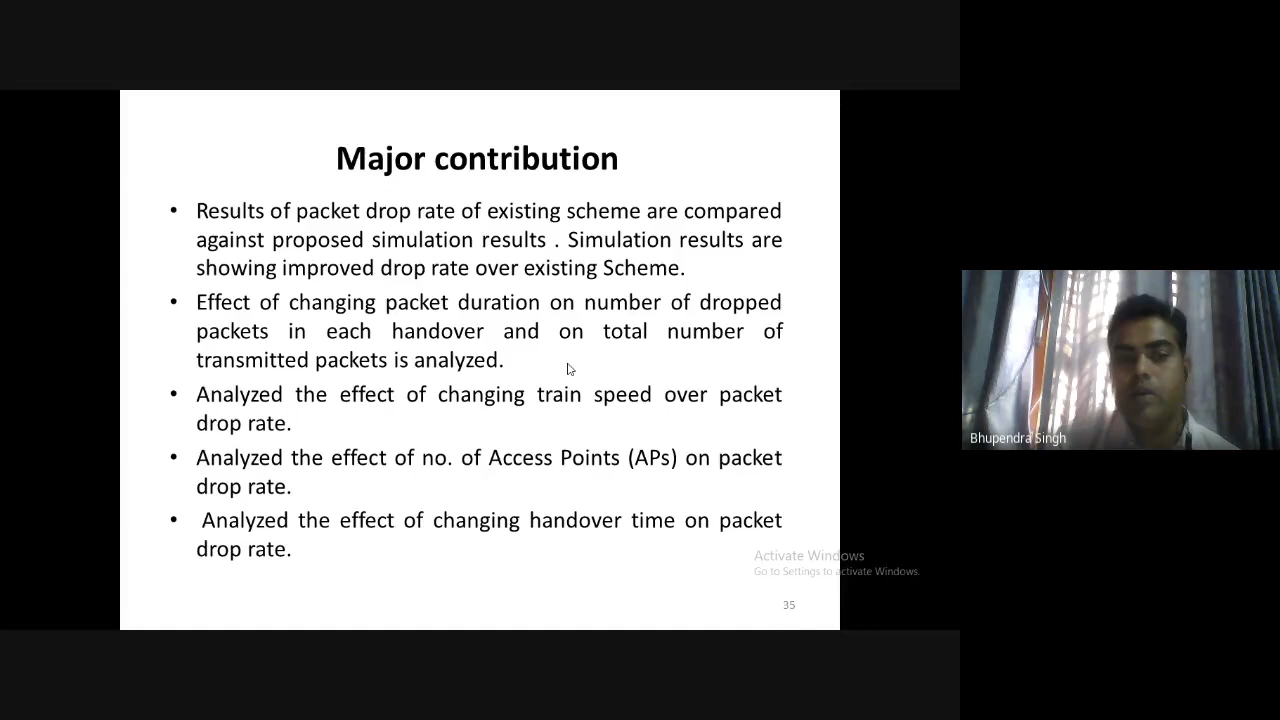 Major contribution
• Results of packet drop rate of existing scheme are compared
against proposed simulation results . Simulation results are
showing improved drop rate over existing Scheme.
• Effect of changing packet duration on number of dropped
packets in each handover and on total number of
transmitted packets is analyzed.
• Analyzed the effect of changing train speed over packet
drop rate.
• Analyzed the effect of no. of Access Points (APs) on packet
drop rate.
• Analyzed the effect of changing handover time on packet
drop rate.
Activate Windows
Go to Settings to activate Windows.
35
Bhupendra Singh